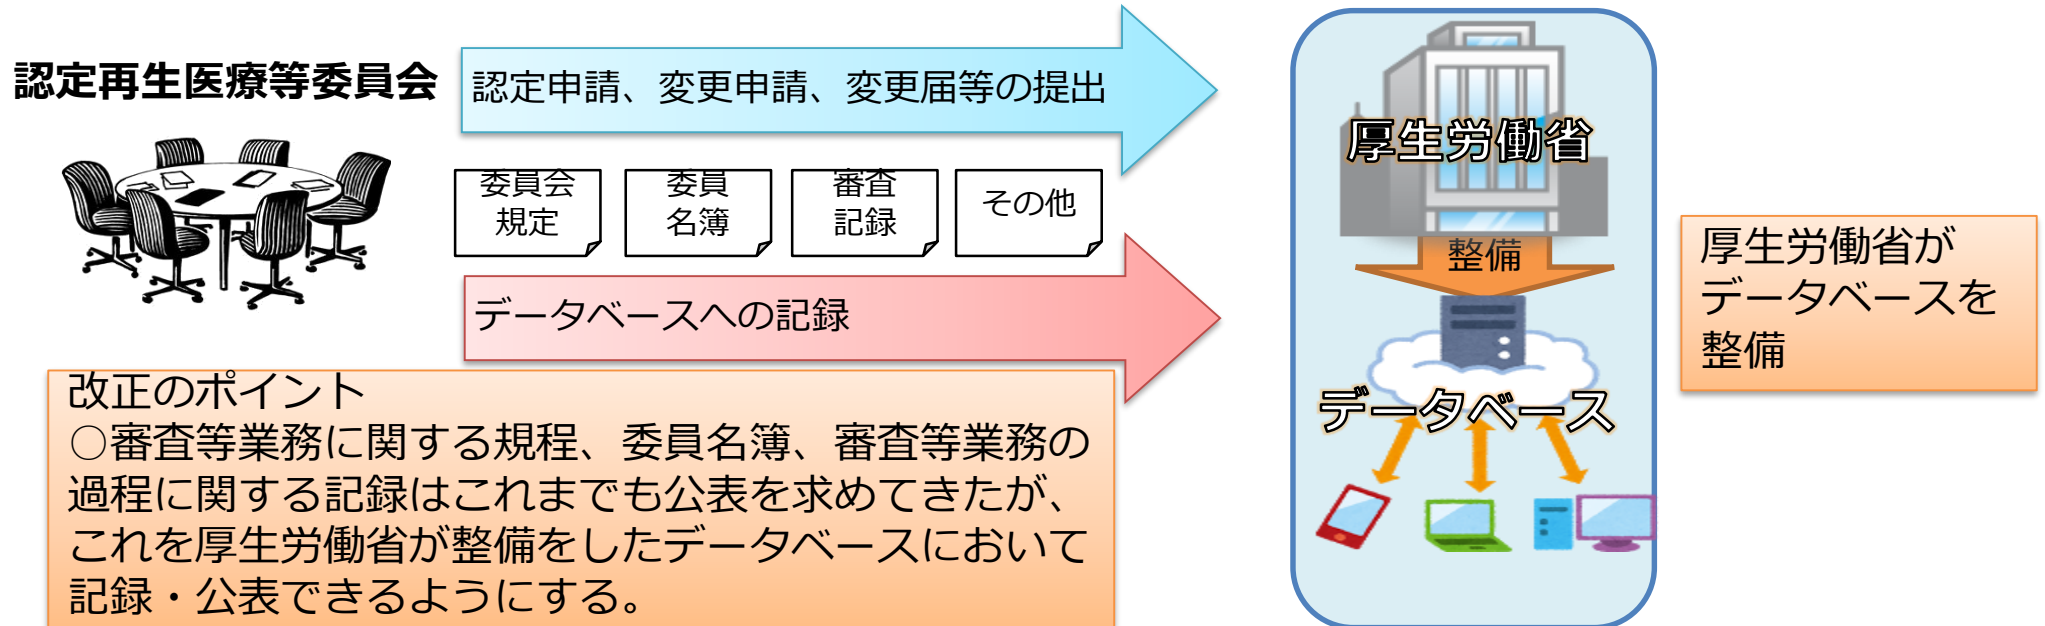 認定再生医療等委員会
認定申請、変更申請、変更届等の提出
委員会
規定
委員
名簿
審査
記録
その他
データベースへの記録
改正のポイント
○審査等業務に関する規程、委員名簿、審査等業務の
過程に関する記録はこれまでも公表を求めてきたが、
これを厚生労働省が整備をしたデータベースにおいて
記録・公表できるようにする。
厚生労働省
整備
データベース
厚生労働省が
データベースを
整備